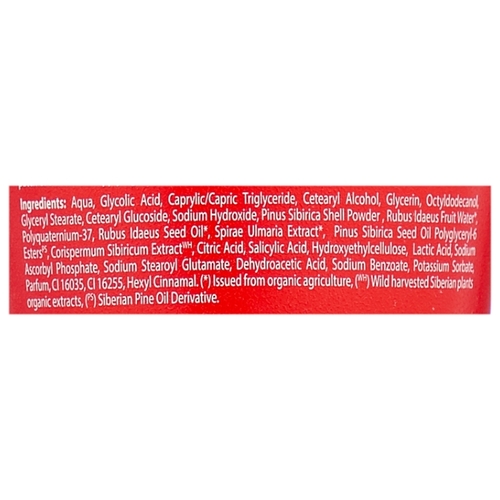 Ingredients: Aqua, Glycolic Acid, Caprylic/Capric Triglyceride, Cetearyl Alcohol, Glycerin, Octyldodecanol,
Glyceryl Stearate, Cetearyl Glucoside, Sodium Hydroxide, Pinus Sibirica Shell Powder , Rubus Idaeus Fruit Water*,
Polyquaternium-37, Rubus Idaeus Seed Oil*, Spirae Ulmaria Extract*, Pinus Sibirica Seed Oil Polyglyceryl-6
Esters(PS), Corispermum Sibiricum Extract(WH), Citric Acid, Salicylic Acid, Hydroxyethylcellulose, Lactic Acid, Sodium
Ascorbyl Phosphate, Sodium Stearoyl Glutamate, Dehydroacetic Acid, Sodium Benzoate, Potassium Sorbate,
Parfum, CI 16035, CI 16255, Hexyl Cinnamal. (*) Issued from organic agriculture, (WH) Wild harvested Siberian plants
organic extracts, (PS) Siberian Pine Oil Derivative.